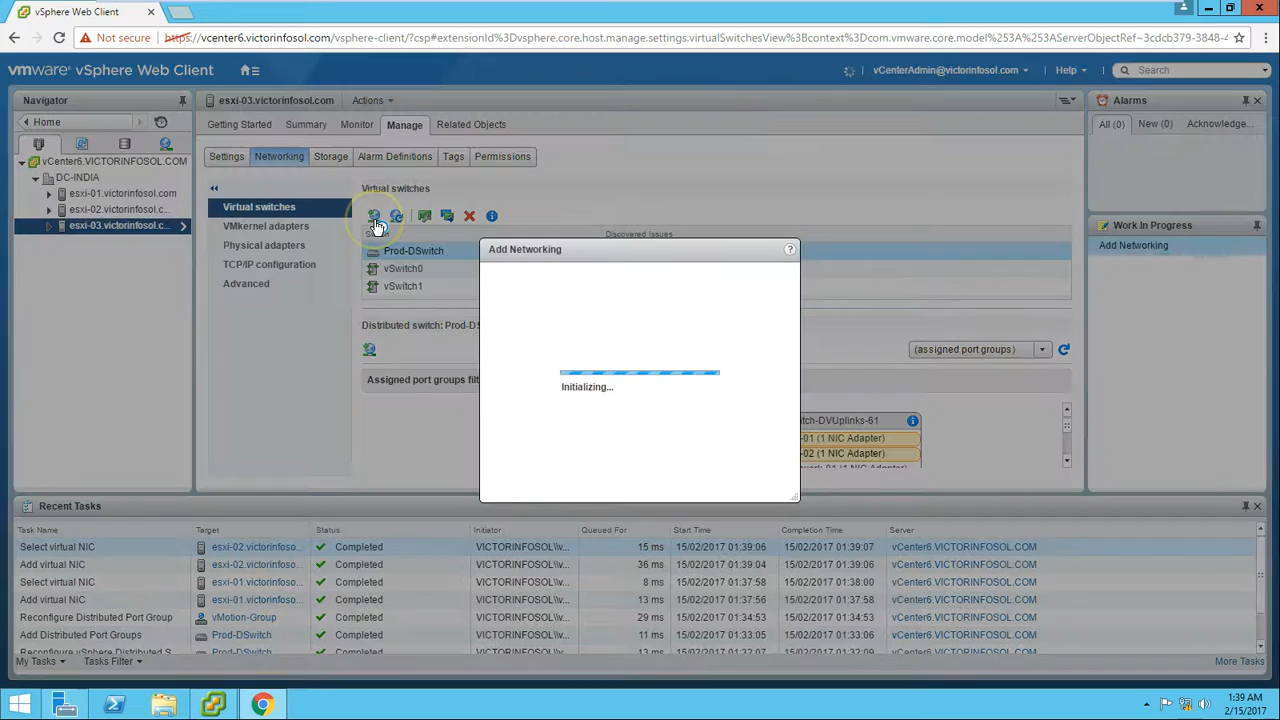 vSphere Web Client
Not secure https://vcenter6.victorinfosol.com/vsphere-client/?csp#extensionId%3Dvsphere.core.host.manage.settings.virtualSwitchesView%3Bcontext%3Dcom.vmware.core.model%253A%253AServerObjectRef~3cdcb379-3848-4
vmware® vSphere Web Client
vCenterAdmin@victorinfosol.com
Help
Search
Navigator
Home
vCenter6.VICTORINFOSOL.COM
DC-INDIA
esxi-01.victorinfosol.com
esxi-02.victorinfosol.c...
esxi-03.victorinfosol.c...
esxi-03.victorinfosol.com Actions
Getting Started Summary Monitor Manage Related Objects
Settings Networking Storage Alarm Definitions Tags Permissions
Virtual switches
VMkernel adapters
Physical adapters
TCP/IP configuration
Advanced
Virtual switches
Discovered Issues
Prod-DSwitch
vSwitch0
vSwitch1
Distributed switch: Prod-DS
(assigned port groups)
Assigned port groups filt
itch-DVUplinks-61
-01 (1 NIC Adapter)
-02 (1 NIC Adapter)
Add Networking
Initializing...
Alarms
All (0) New (0) Acknowledge...
Work In Progress
Add Networking
Recent Tasks
Task Name Target Status Initiator Queued For Start Time Completion Time Server
Select virtual NIC esxi-02.victorinfoso... Completed VICTORINFOSOL\\v... 15 ms 15/02/2017 01:39:06 15/02/2017 01:39:07 vCenter6.VICTORINFOSOL.COM
Add virtual NIC esxi-02.victorinfoso... Completed VICTORINFOSOL\\v... 36 ms 15/02/2017 01:39:04 15/02/2017 01:39:06 vCenter6.VICTORINFOSOL.COM
Select virtual NIC esxi-01.victorinfoso... Completed VICTORINFOSOL\\v... 8 ms 15/02/2017 01:37:58 15/02/2017 01:38:00 vCenter6.VICTORINFOSOL.COM
Add virtual NIC esxi-01.victorinfoso... Completed VICTORINFOSOL\\v... 13 ms 15/02/2017 01:37:58 15/02/2017 01:37:58 vCenter6.VICTORINFOSOL.COM
Reconfigure Distributed Port Group vMotion-Group Completed VICTORINFOSOL\\v... 29 ms 15/02/2017 01:34:53 15/02/2017 01:34:53 vCenter6.VICTORINFOSOL.COM
Add Distributed Port Groups Prod-DSwitch Completed VICTORINFOSOL\\v... 11 ms 15/02/2017 01:33:05 15/02/2017 01:33:06 vCenter6.VICTORINFOSOL.COM
Reconfigure vSphere Distributed S... Prod-DSwitch Completed VICTORINFOSOL\\v... 13 ms
My Tasks Tasks Filter More Tasks
1:39 AM
2/15/2017